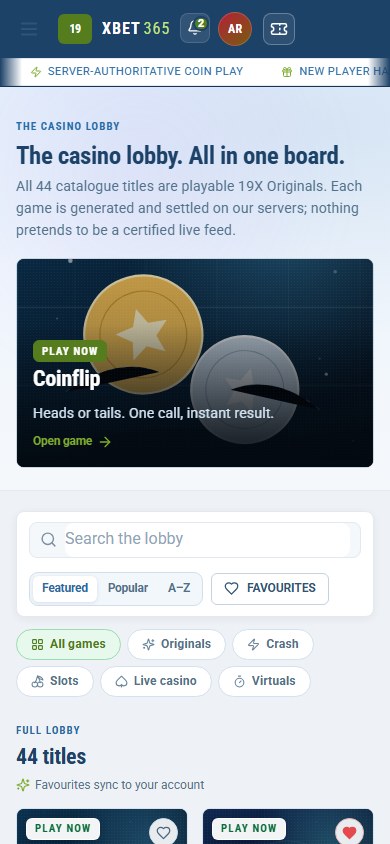 19 XBET 365 2 AR
SERVER-AUTHORITATIVE COIN PLAY NEW PLAYER HA
THE CASINO LOBBY
The casino lobby. All in one board.
All 44 catalogue titles are playable 19X Originals. Each
game is generated and settled on our servers; nothing
pretends to be a certified live feed.
PLAY NOW
Coinflip
Heads or tails. One call, instant result.
Open game
Search the lobby
Featured Popular A–Z FAVOURITES
All games Originals Crash
Slots Live casino Virtuals
FULL LOBBY
44 titles
Favourites sync to your account
PLAY NOW PLAY NOW